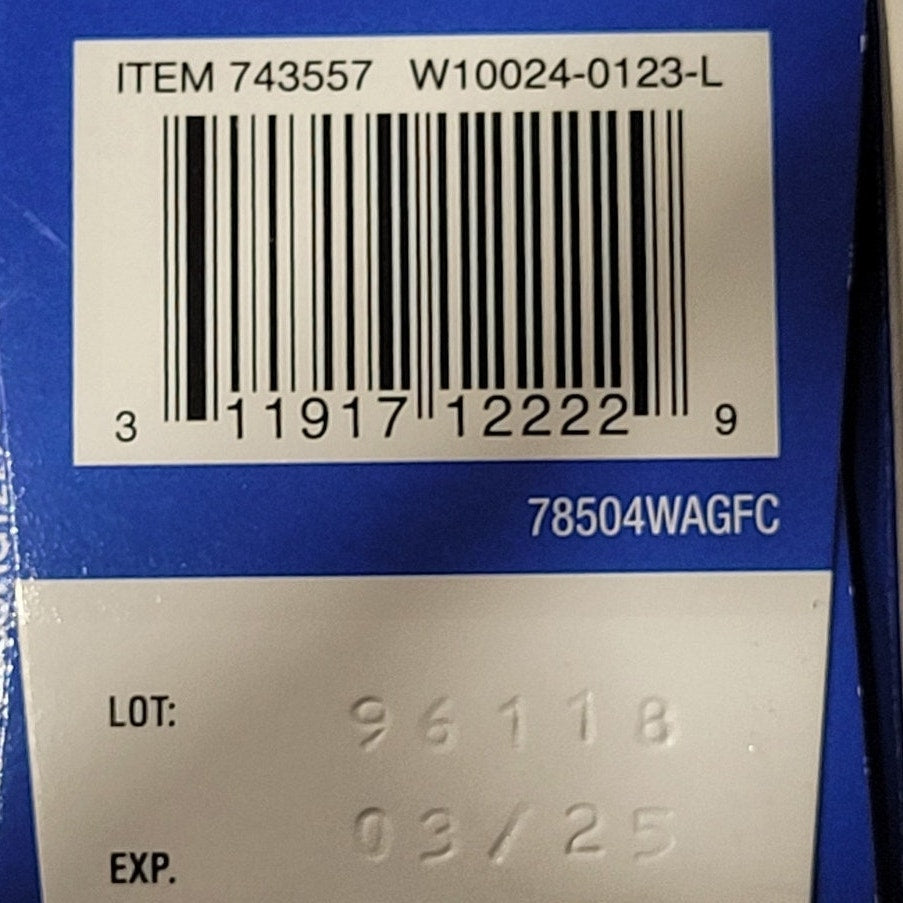 ITEM 743557 W10024-0123-L
3 11917 12222 9
78504WAGFC
LOT: 96118
EXP. 03/25